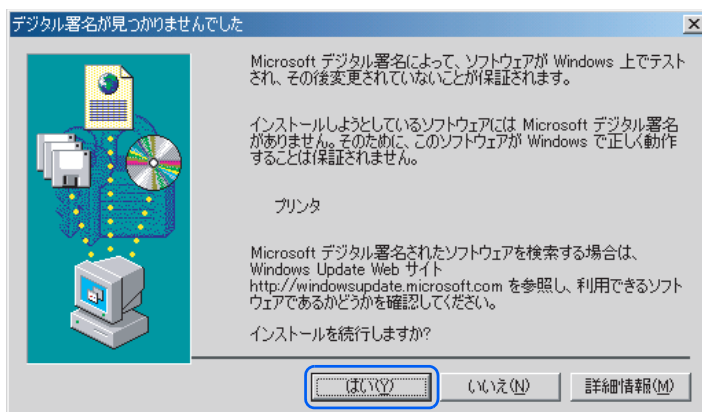 デジタル署名が見つかりませんでした
Microsoft デジタル署名によって、ソフトウェアが Windows 上でテスト
され、その後変更されていないことが保証されます。
インストールしようとしているソフトウェアには Microsoft デジタル署名
がありません。そのために、このソフトウェアが Windows で正しく動作
することは保証されません。
プリンタ
Microsoft デジタル署名されたソフトウェアを検索する場合は、
Windows Update Web サイト
http://windowsupdate.microsoft.com を参照し、利用できるソフト
ウェアであるかどうかを確認してください。
インストールを続行しますか?
はい(Y) いいえ(N) 詳細情報(M)